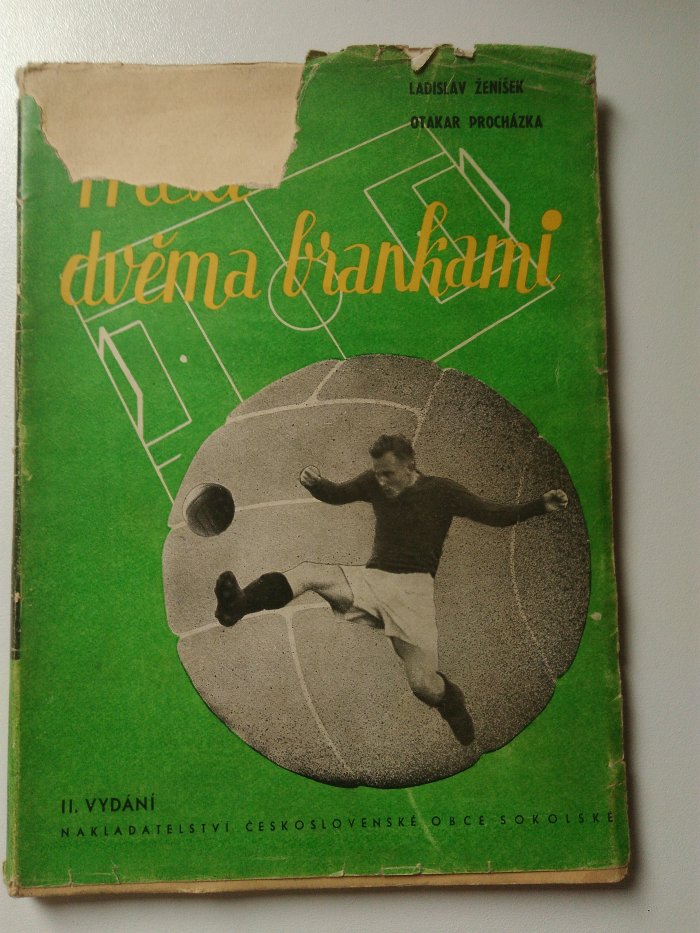 LADISLAV ŽENÍŠEK
OTAKAR PROCHÁZKA
dvěma brankami
II. VYDÁNÍ
NAKLADATELSTVÍ ČESKOSLOVENSKÉ OBCE SOKOLSKÉ